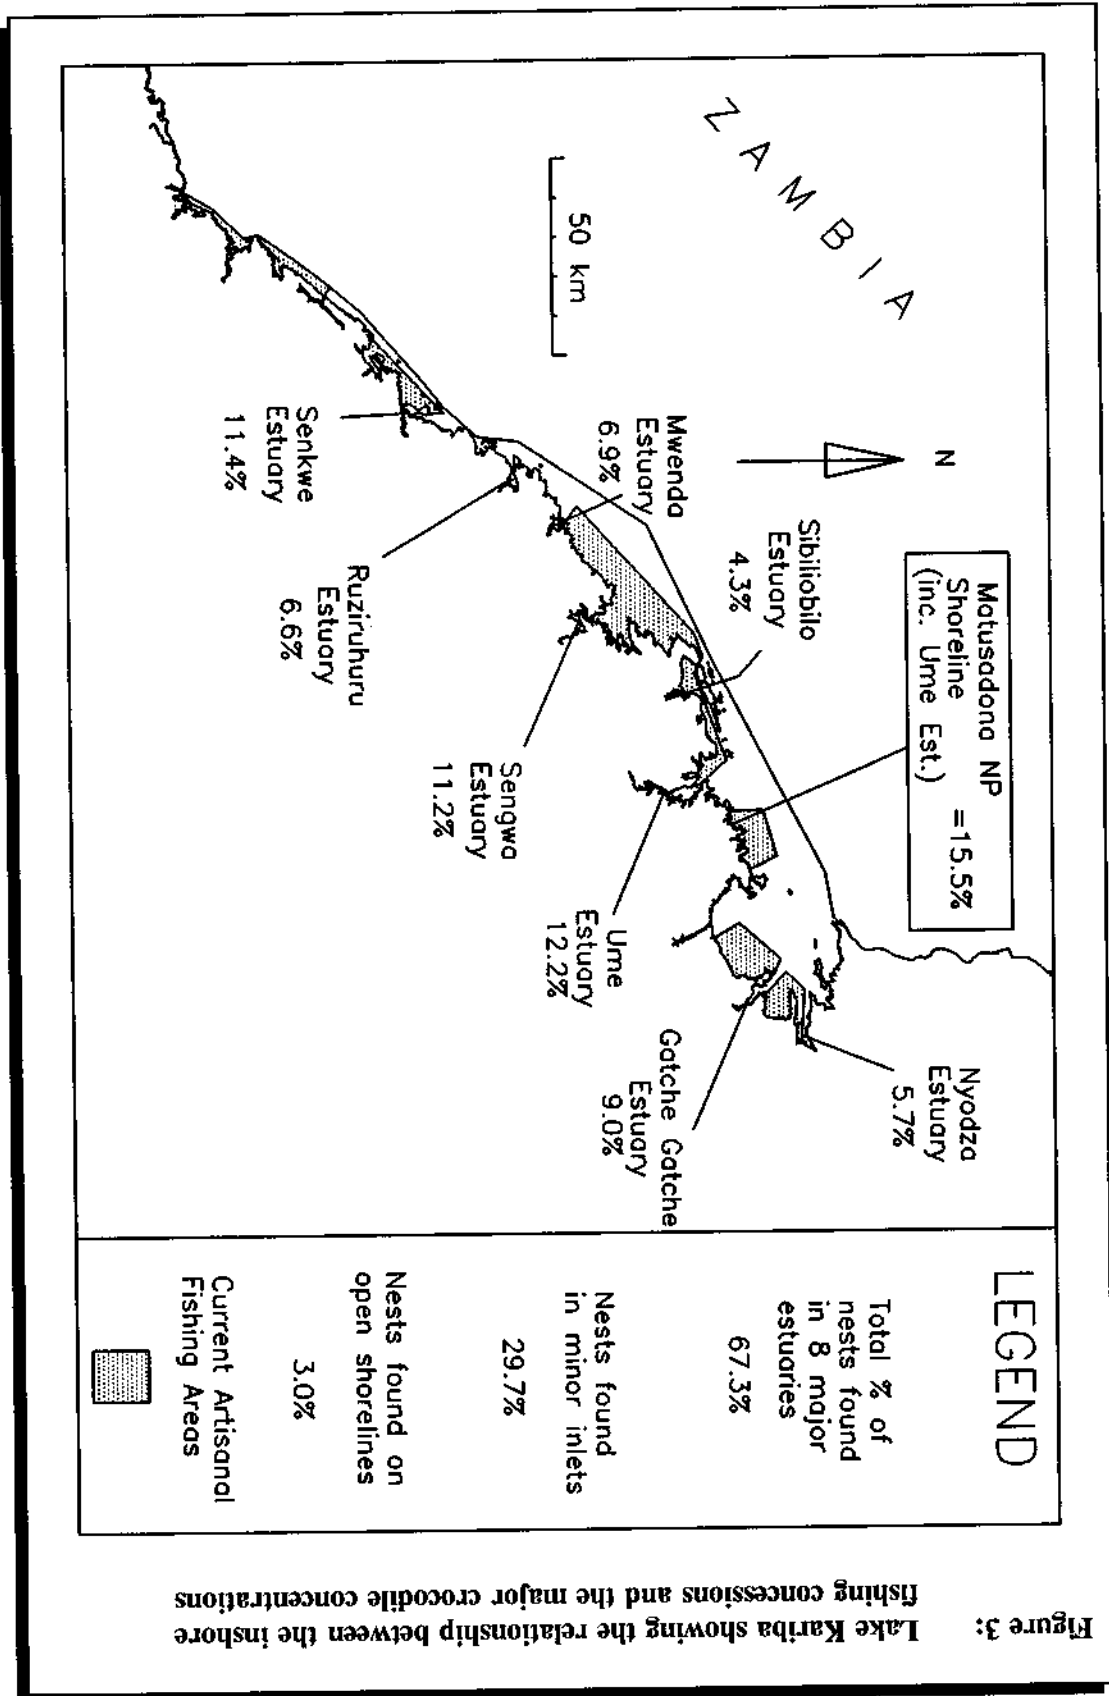 Figure 3: Lake Kariba showing the relationship between the inshore
fishing concessions and the major crocodile concentrations
ZAMBIA
50 km
N
Matusadona NP
Shoreline =15.5%
(inc. Ume Est.)
Sibiliobilo
Estuary
4.3%
Mwenda
Estuary
6.9%
Senkwe
Estuary
11.4%
Ruziruhuru
Estuary
6.6%
Sengwa
Estuary
11.2%
Ume
Estuary
12.2%
Gatche Gatche
Estuary
9.0%
Nyodza
Estuary
5.7%
LEGEND
Total % of
nests found
in 8 major
estuaries
67.3%
Nests found
in minor inlets
29.7%
Nests found on
open shorelines
3.0%
Current Artisanal
Fishing Areas